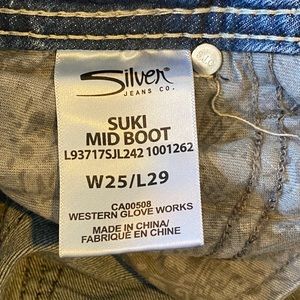 Silver
JEANS CO.
SUKI
MID BOOT
L93717SJL242 1001262
W25/L29
CA00508
WESTERN GLOVE WORKS
MADE IN CHINA/
FABRIQUÉ EN CHINE